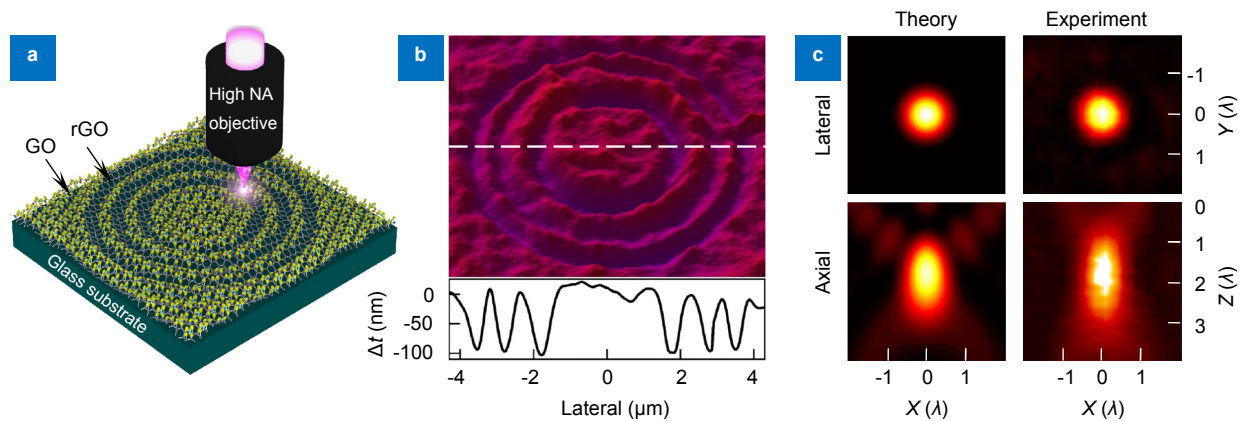 a
High NA
objective
GO
rGO
Glass substrate
b
Δt (nm)
0
-50
-100
-4
-2
0
2
4
Lateral (μm)
c
Theory
Experiment
Lateral
Axial
-1
0
1
Y (λ)
0
1
2
3
Z (λ)
-1
0
1
-1
0
1
X (λ)
X (λ)